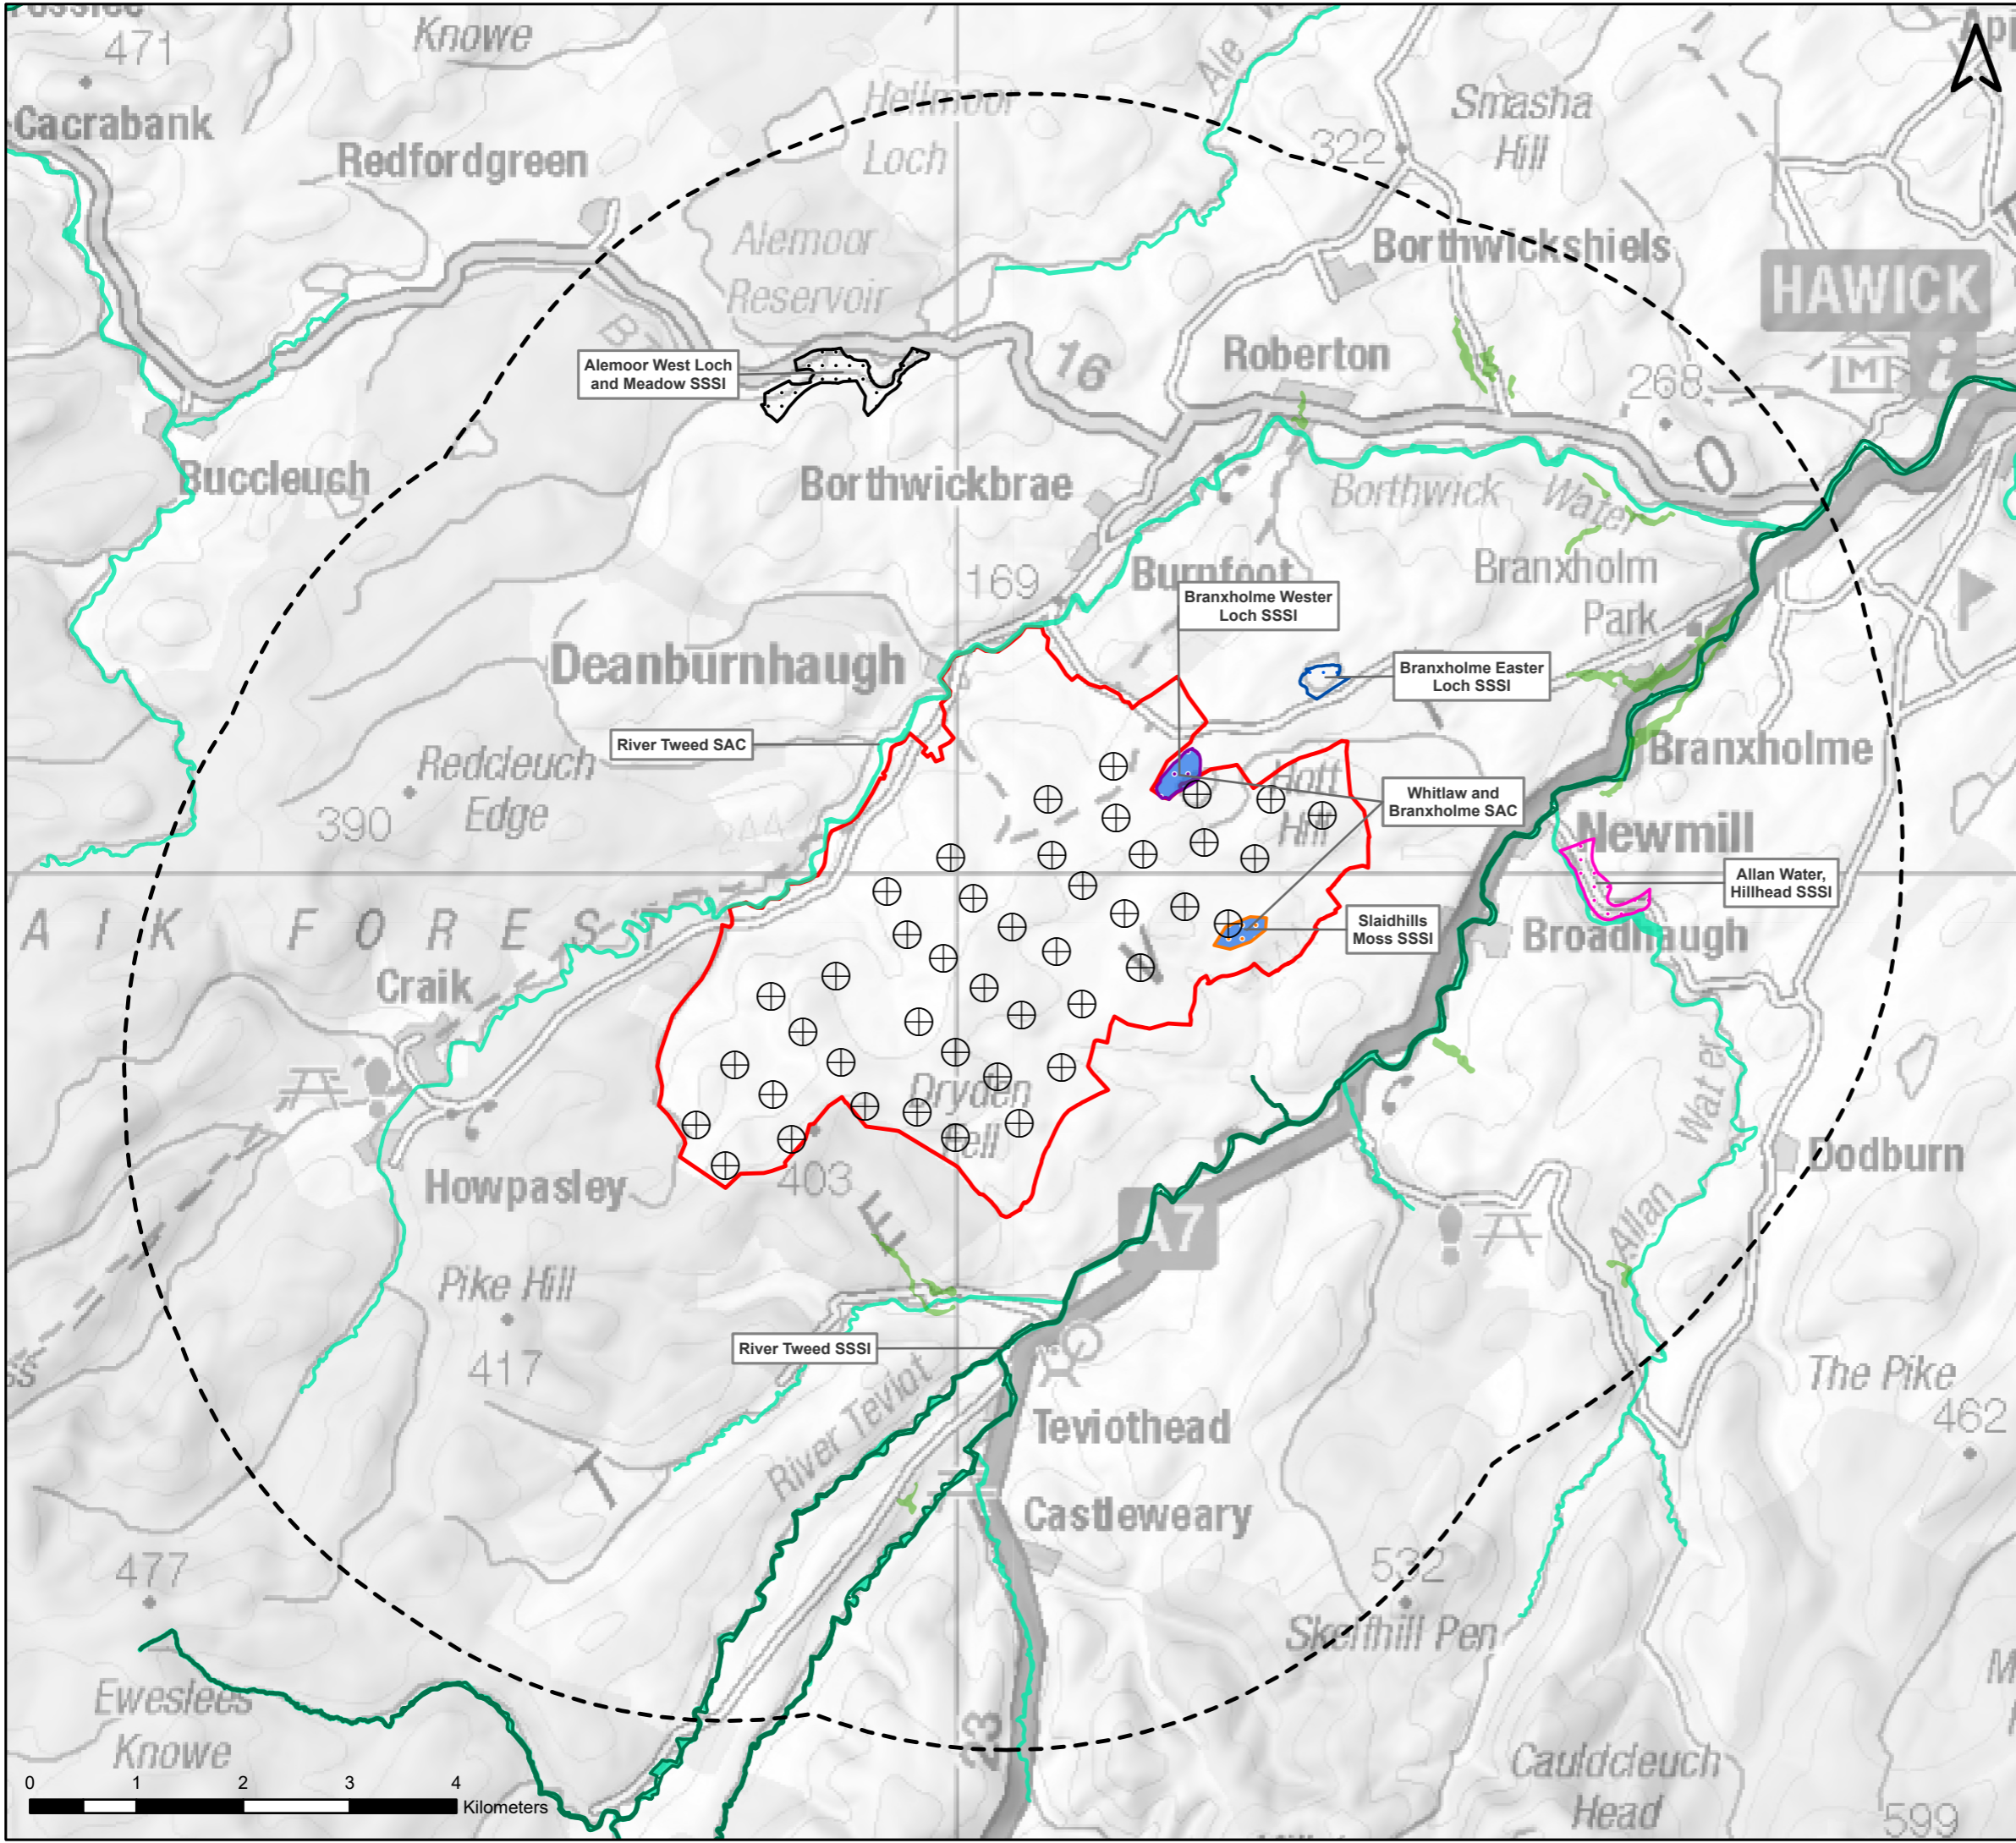 Knowe
471
Cacrabank
Redfordgreen
Hellmoor
Loch
Ale
Smasha
Hill
322
Alemoor
Reservoir
Borthwickshiels
HAWICK
M
i
Alemoor West Loch
and Meadow SSSI
B
16
Roberton
268
Buccleuch
Borthwickbrae
Borthwick Water
169
Burnfoot
Branxholm
Park
Branxholme Wester
Loch SSSI
Deanburnhaugh
Branxholme Easter
Loch SSSI
River Tweed SAC
Redcleuch
Edge
390
244
Hott
Hill
Whitlaw and
Branxholme SAC
Branxholme
Newmill
Allan Water,
Hillhead SSSI
Slaidhills
Moss SSSI
Broadhaugh
A I K F O R E S T
Craik
V
Dryden
Fell
Howpasley
403
E
A7
Allan Water
Dodburn
Pike Hill
417
River Tweed SSSI
River Teviot
T
Teviothead
The Pike
462
Castleweary
477
532
Skelfhill Pen
Eweslees
Knowe
23
Cauldcleuch
Head
599
0 1 2 3 4
Kilometers